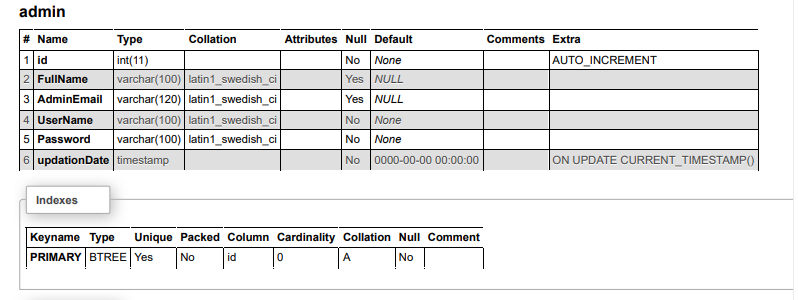 admin
# Name Type Collation Attributes Null Default Comments Extra
1 id int(11) No None AUTO_INCREMENT
2 FullName varchar(100) latin1_swedish_ci Yes NULL
3 AdminEmail varchar(120) latin1_swedish_ci Yes NULL
4 UserName varchar(100) latin1_swedish_ci No None
5 Password varchar(100) latin1_swedish_ci No None
6 updationDate timestamp No 0000-00-00 00:00:00 ON UPDATE CURRENT_TIMESTAMP()
Indexes
Keyname Type Unique Packed Column Cardinality Collation Null Comment
PRIMARY BTREE Yes No id 0 A No